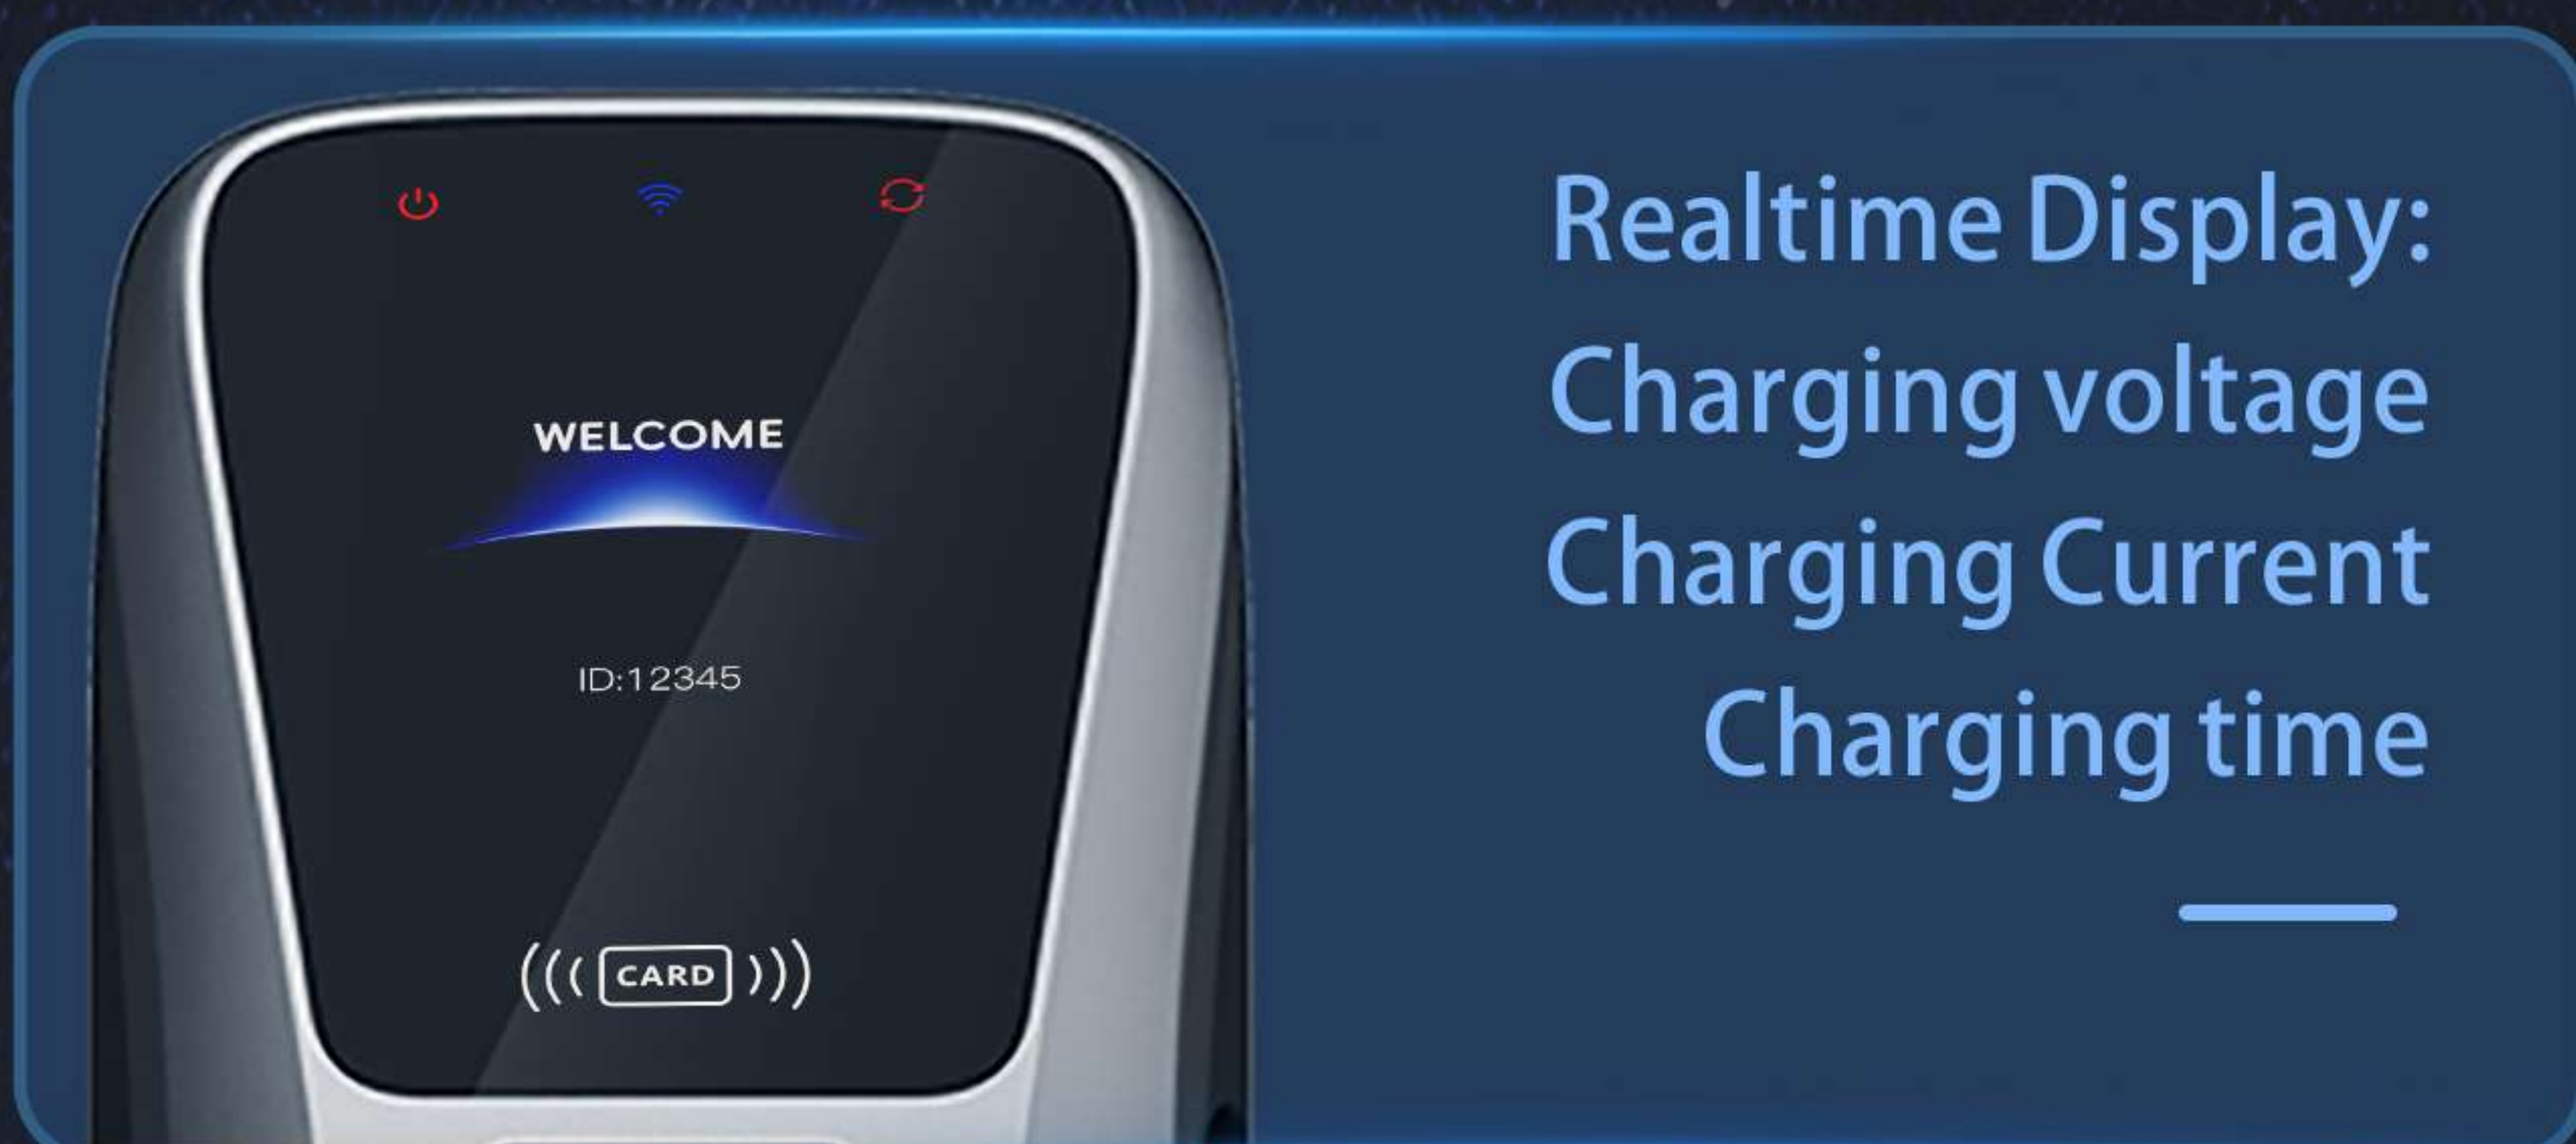 WELCOME
ID:12345
CARD
Realtime Display:
Charging voltage
Charging Current
Charging time